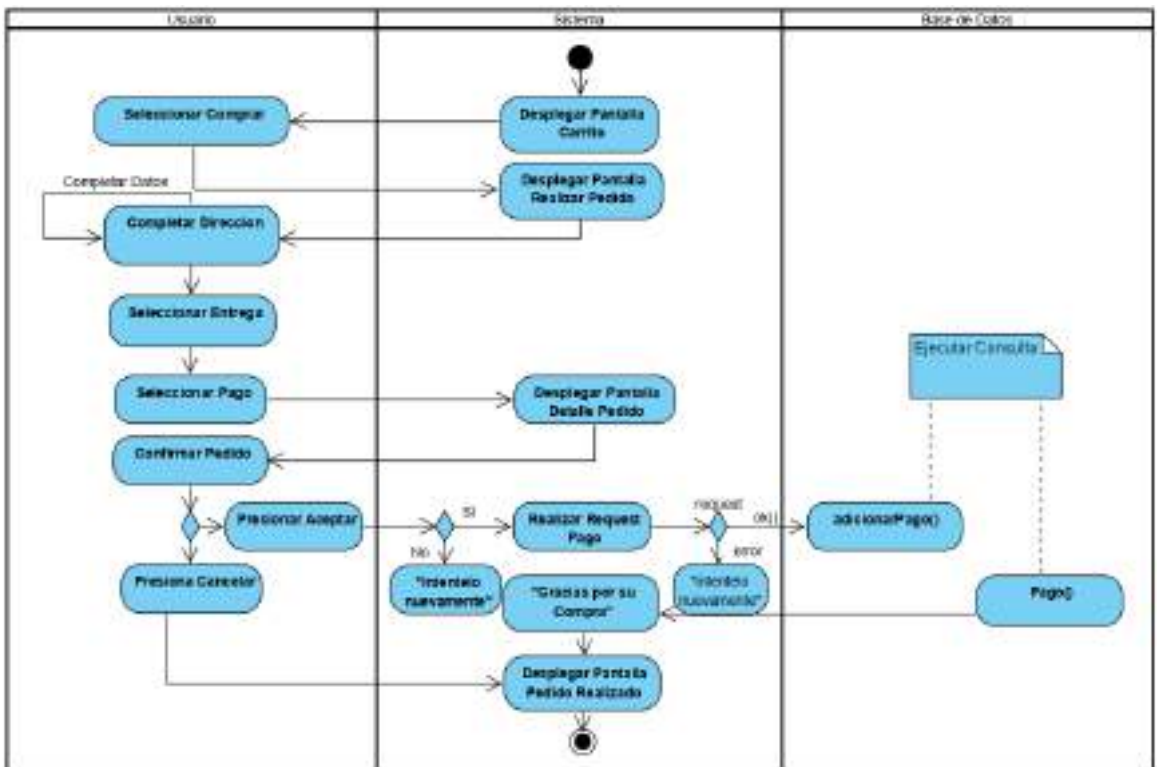 Usuario
Sistema
Base de Datos
Seleccionar Comprar
Desplegar Pantalla
Carrito
Completar Datos
Desplegar Pantalla
Realizar Pedido
Completar Direccion
Seleccionar Entrega
Ejecutar Consulta
Seleccionar Pago
Desplegar Pantalla
Detalle Pedido
Confirmar Pedido
Presionar Aceptar
Si
Realizar Request
Pago
request
ok()
adicionarPago()
No
error
Presiona Cancelar
"Intentelo
nuevamente"
"Gracias por su
Compra"
"Intentelo
nuevamente"
Pago()
Desplegar Pantalla
Pedido Realizado